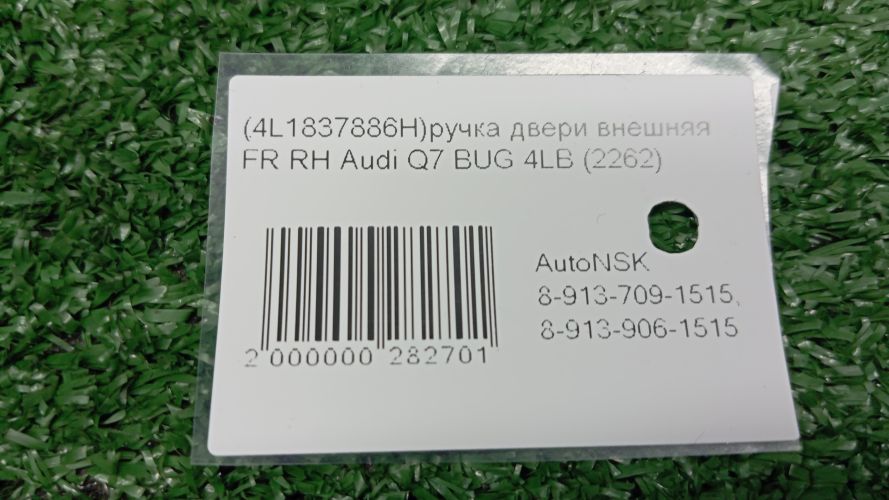 (4L1837886H)ручка двери внешняя
FR RH Audi Q7 BUG 4LB (2262)
AutoNSK
8-913-709-1515,
8-913-906-1515
2 000000 282701